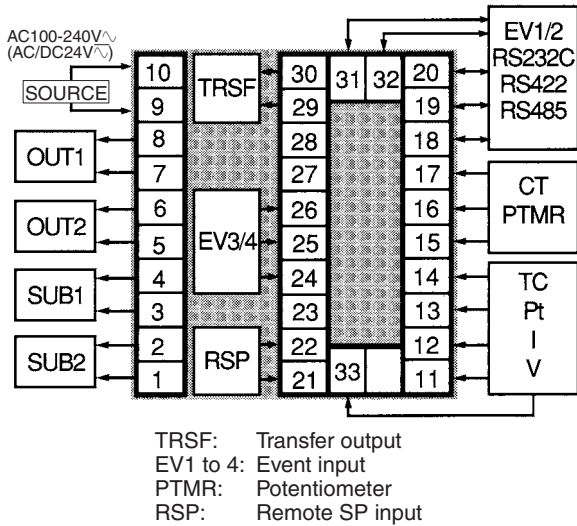 AC100-240V∿
(AC/DC24V∿)
SOURCE
OUT1
OUT2
SUB1
SUB2
10
9
8
7
6
5
4
3
2
1
TRSF
EV3/4
RSP
30
29
28
27
26
25
24
23
22
21
31 32
33
20
19
18
17
16
15
14
13
12
11
EV1/2
RS232C
RS422
RS485
CT
PTMR
TC
Pt
I
V
TRSF: Transfer output
EV1 to 4: Event input
PTMR: Potentiometer
RSP: Remote SP input